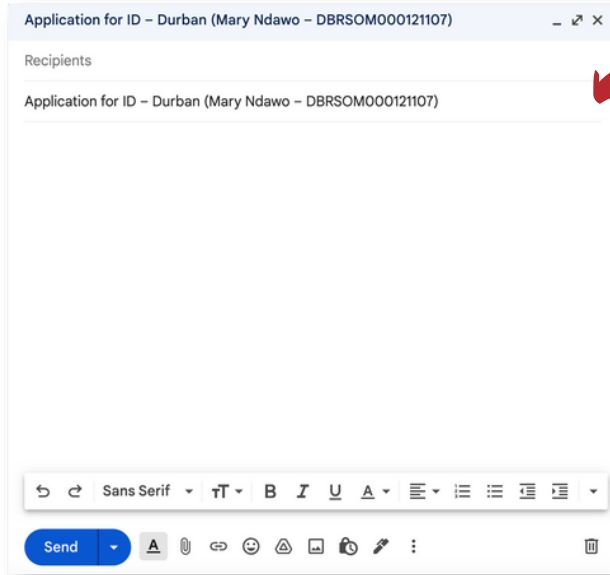 Application for ID – Durban (Mary Ndawo – DBRSOM000121107)
Recipients
Application for ID – Durban (Mary Ndawo – DBRSOM000121107)
Sans Serif
Send